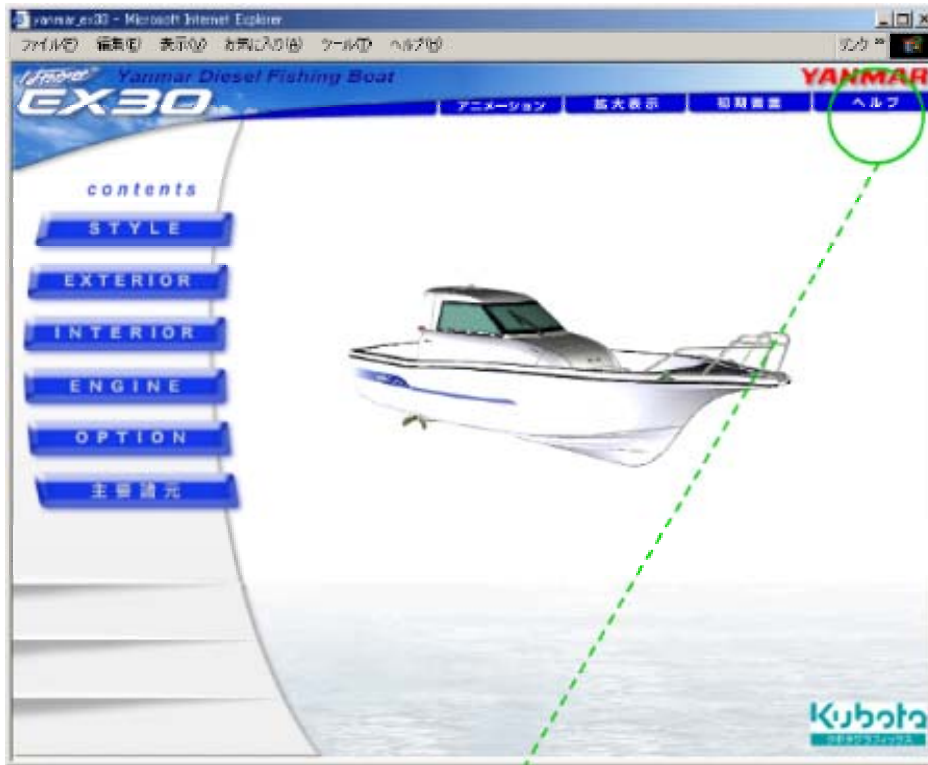 yanmar_ex30 - Microsoft Internet Explorer
ファイル(F) 編集(E) 表示(V) お気に入り(A) ツール(T) ヘルプ(H) リンク »
Yanmar Diesel Fishing Boat
YANMAR
EX30
アニメーション 拡大表示 初期画面 ヘルプ
contents
STYLE
EXTERIOR
INTERIOR
ENGINE
OPTION
主要諸元
Kubota